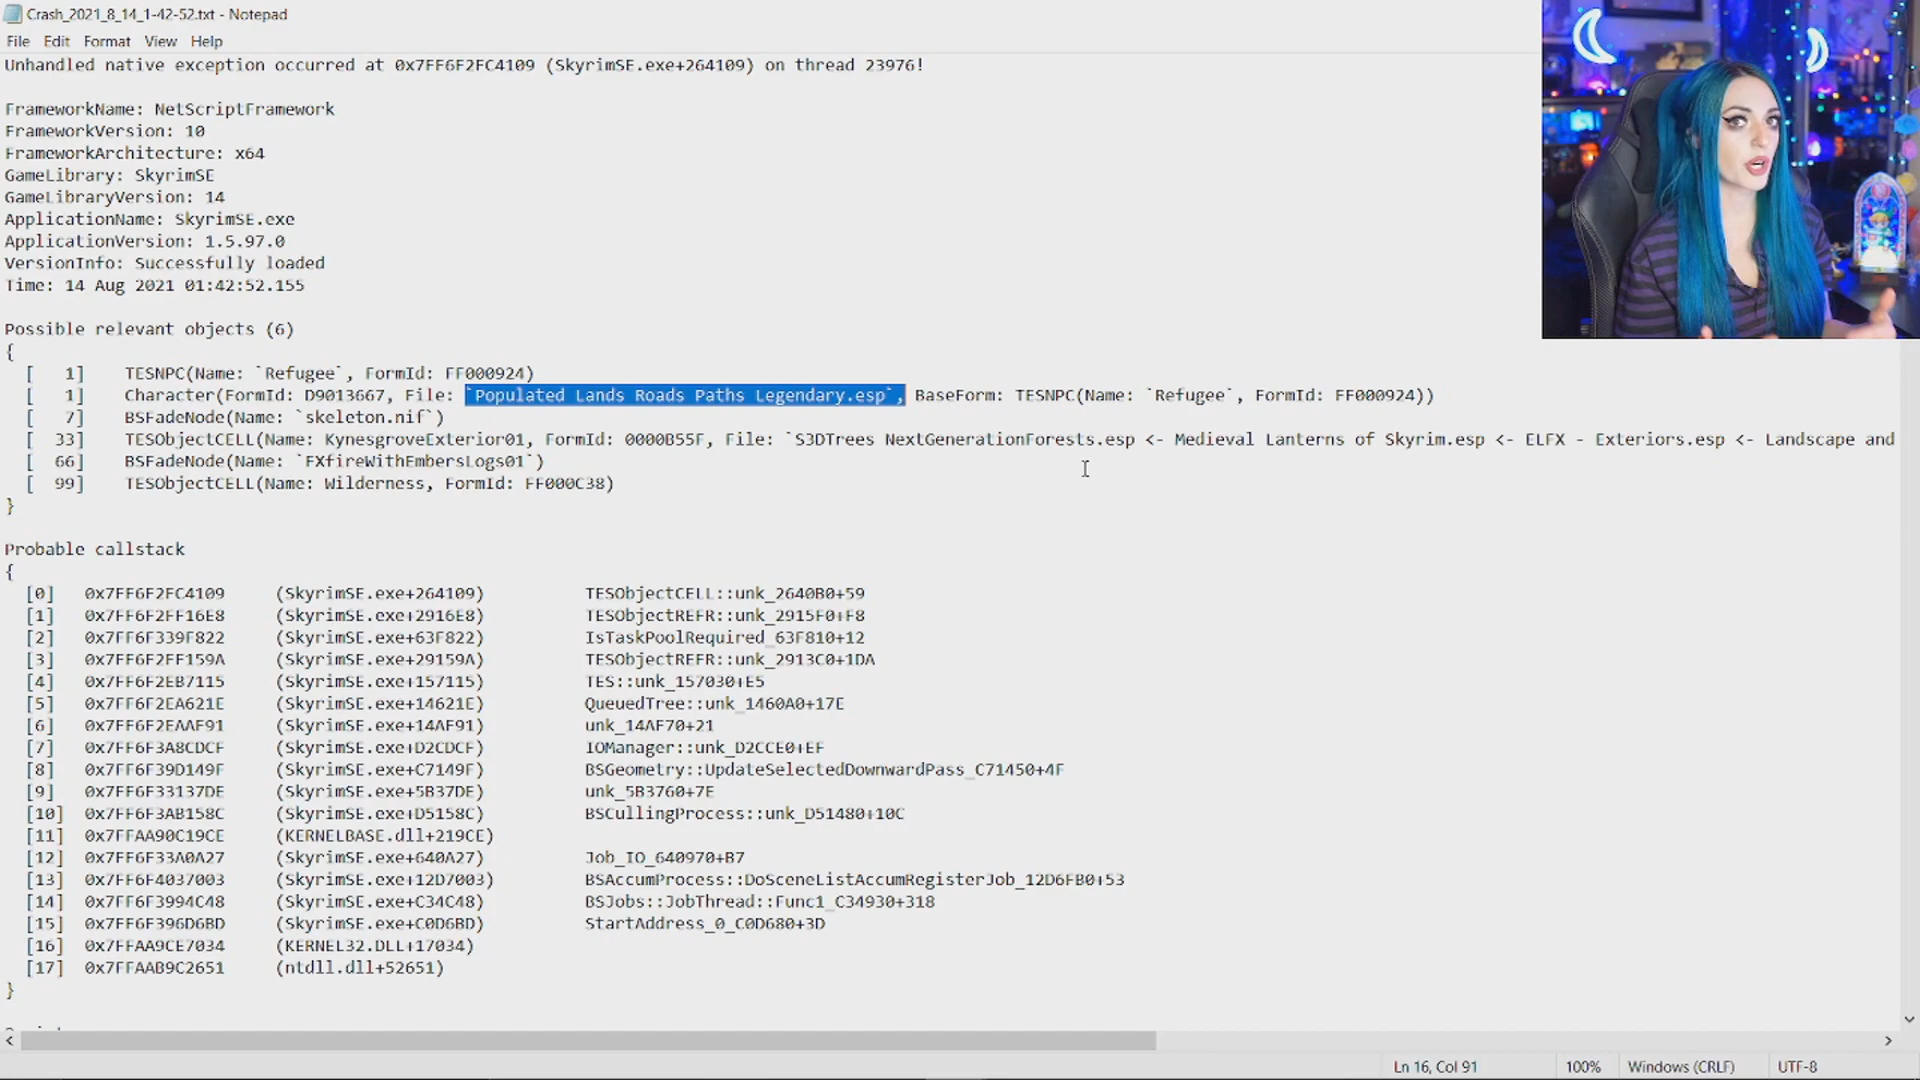 Crash_2021_8_14_1-42-52.txt - Notepad
File Edit Format View Help
Unhandled native exception occurred at 0x7FF6F2FC4109 (SkyrimSE.exe+264109) on thread 23976!
FrameworkName: NetScriptFramework
FrameworkVersion: 10
FrameworkArchitecture: x64
GameLibrary: SkyrimSE
GameLibraryVersion: 14
ApplicationName: SkyrimSE.exe
ApplicationVersion: 1.5.97.0
VersionInfo: Successfully loaded
Time: 14 Aug 2021 01:42:52.155
Possible relevant objects (6)
{
[ 1] TESNPC(Name: `Refugee`, FormId: FF000924)
[ 1] Character(FormId: D9013667, File: `Populated Lands Roads Paths Legendary.esp`, BaseForm: TESNPC(Name: `Refugee`, FormId: FF000924))
[ 7] BSFadeNode(Name: `skeleton.nif`)
[ 33] TESObjectCELL(Name: KynesgroveExterior01, FormId: 0000B55F, File: `S3DTrees NextGenerationForests.esp <- Medieval Lanterns of Skyrim.esp <- ELFX - Exteriors.esp <- Landscape and
[ 66] BSFadeNode(Name: `FXfireWithEmbersLogs01`)
[ 99] TESObjectCELL(Name: Wilderness, FormId: FF000C38)
}
Probable callstack
{
[0] 0x7FF6F2FC4109 (SkyrimSE.exe+264109) TESObjectCELL::unk_2640B0+59
[1] 0x7FF6F2FF16E8 (SkyrimSE.exe+2916E8) TESObjectREFR::unk_2915F0+F8
[2] 0x7FF6F339F822 (SkyrimSE.exe+63F822) IsTaskPoolRequired_63F810+12
[3] 0x7FF6F2FF159A (SkyrimSE.exe+29159A) TESObjectREFR::unk_2913C0+1DA
[4] 0x7FF6F2EB7115 (SkyrimSE.exe+157115) TES::unk_157030+E5
[5] 0x7FF6F2EA621E (SkyrimSE.exe+14621E) QueuedTree::unk_1460A0+17E
[6] 0x7FF6F2EAAF91 (SkyrimSE.exe+14AF91) unk_14AF70+21
[7] 0x7FF6F3A8CDCF (SkyrimSE.exe+D2CDCF) IOManager::unk_D2CCE0+EF
[8] 0x7FF6F39D149F (SkyrimSE.exe+C7149F) BSGeometry::UpdateSelectedDownwardPass_C71450+4F
[9] 0x7FF6F33137DE (SkyrimSE.exe+5B37DE) unk_5B3760+7E
[10] 0x7FF6F3AB158C (SkyrimSE.exe+D5158C) BSCullingProcess::unk_D51480+10C
[11] 0x7FFAA90C19CE (KERNELBASE.dll+219CE)
[12] 0x7FF6F33A0A27 (SkyrimSE.exe+640A27) Job_IO_640970+B7
[13] 0x7FF6F4037003 (SkyrimSE.exe+12D7003) BSAccumProcess::DoSceneListAccumRegisterJob_12D6FB0+53
[14] 0x7FF6F3994C48 (SkyrimSE.exe+C34C48) BSJobs::JobThread::Func1_C34930+318
[15] 0x7FF6F396D6BD (SkyrimSE.exe+C0D6BD) StartAddress_0_C0D680+3D
[16] 0x7FFAA9CE7034 (KERNEL32.DLL+17034)
[17] 0x7FFAAB9C2651 (ntdll.dll+52651)
}
Ln 16, Col 91 100% Windows (CRLF) UTF-8